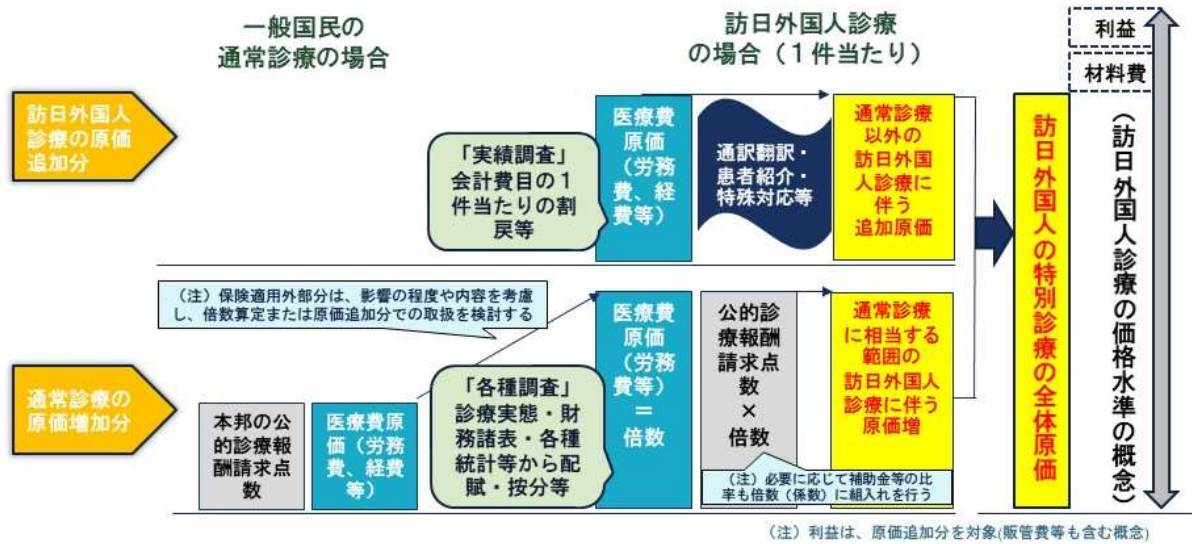 一般国民の
通常診療の場合
訪日外国人診療
の場合（1件当たり）
利益
材料費
訪日外国人
診療の原価
追加分
「実績調査」
会計費目の1
件当たりの割
戻等
医療費
原価
（労務
費、経
費等）
通訳翻訳・
患者紹介・
特殊対応等
通常診療
以外の
訪日外国
人診療に
伴う
追加原価
訪日外国人の特別診療の全体原価
（訪日外国人診療の価格水準の概念）
（注）保険適用外部分は、影響の程度や内容を考慮
し、倍数算定または原価追加分での取扱を検討する
通常診療の
原価増加分
本邦の公
的診療報
酬請求点
数
医療費原
価（労務
費、経費
等）
「各種調査」
診療実態・財
務諸表・各種
統計等から配
賦・按分等
医療費
原価
（労務
費等）
＝
倍数
公的診
療報酬
請求点
数
×
倍数
通常診療
に相当する
範囲の
訪日外国人
診療に伴う
原価増
（注）必要に応じて補助金等の比
率も倍数（係数）に組入れを行う
（注）利益は、原価追加分を対象(販管費等も含む概念)